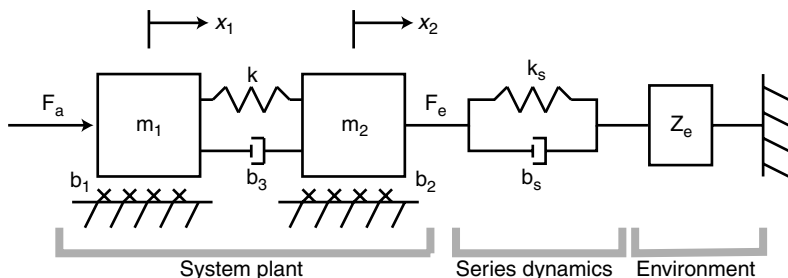 x1
x2
k
ks
Fa
m1
m2
Fe
Ze
b1
b3
b2
bs
System plant
Series dynamics
Environment